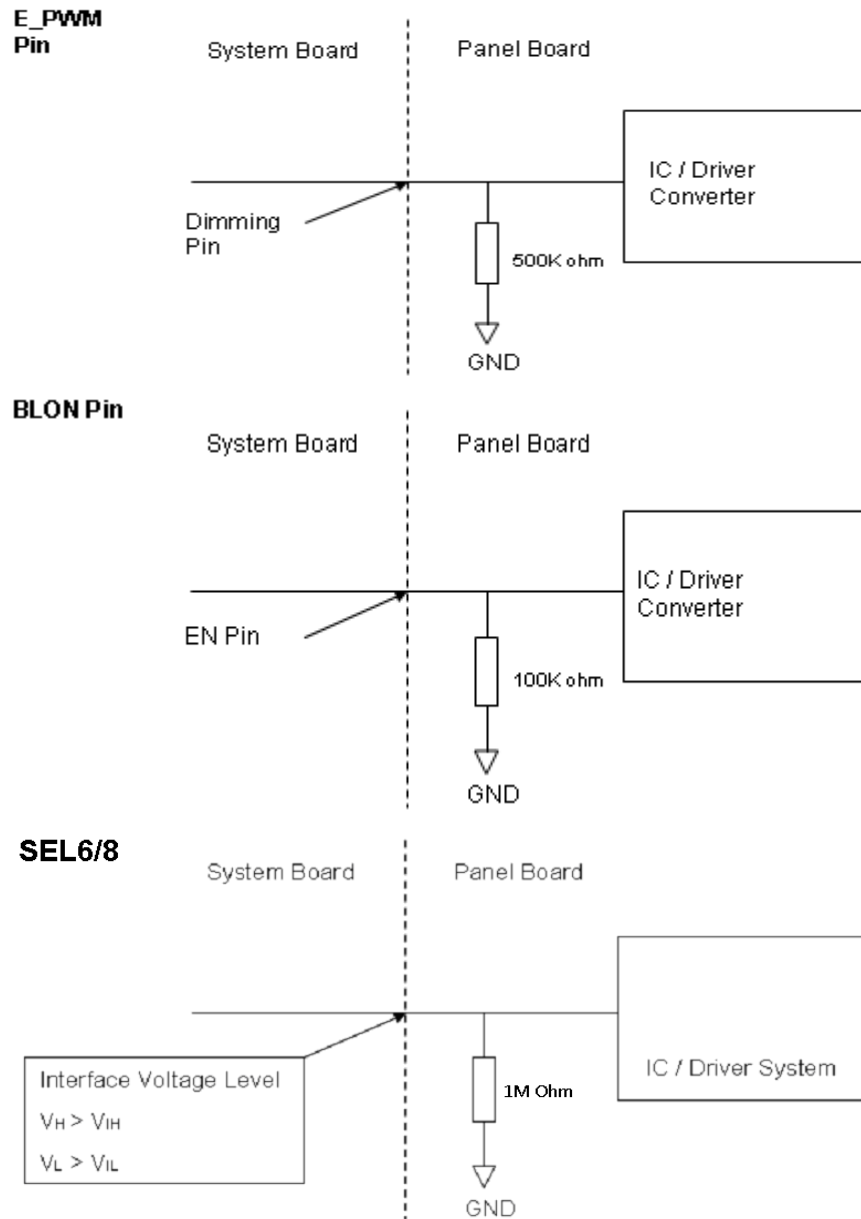 E_PWM
Pin
System Board
Panel Board
IC / Driver
Converter
Dimming
Pin
500K ohm
GND
BLON Pin
System Board
Panel Board
IC / Driver
Converter
EN Pin
100K ohm
GND
SEL6/8
System Board
Panel Board
Interface Voltage Level
VH > VIH
VL > VIL
1M Ohm
IC / Driver System
GND